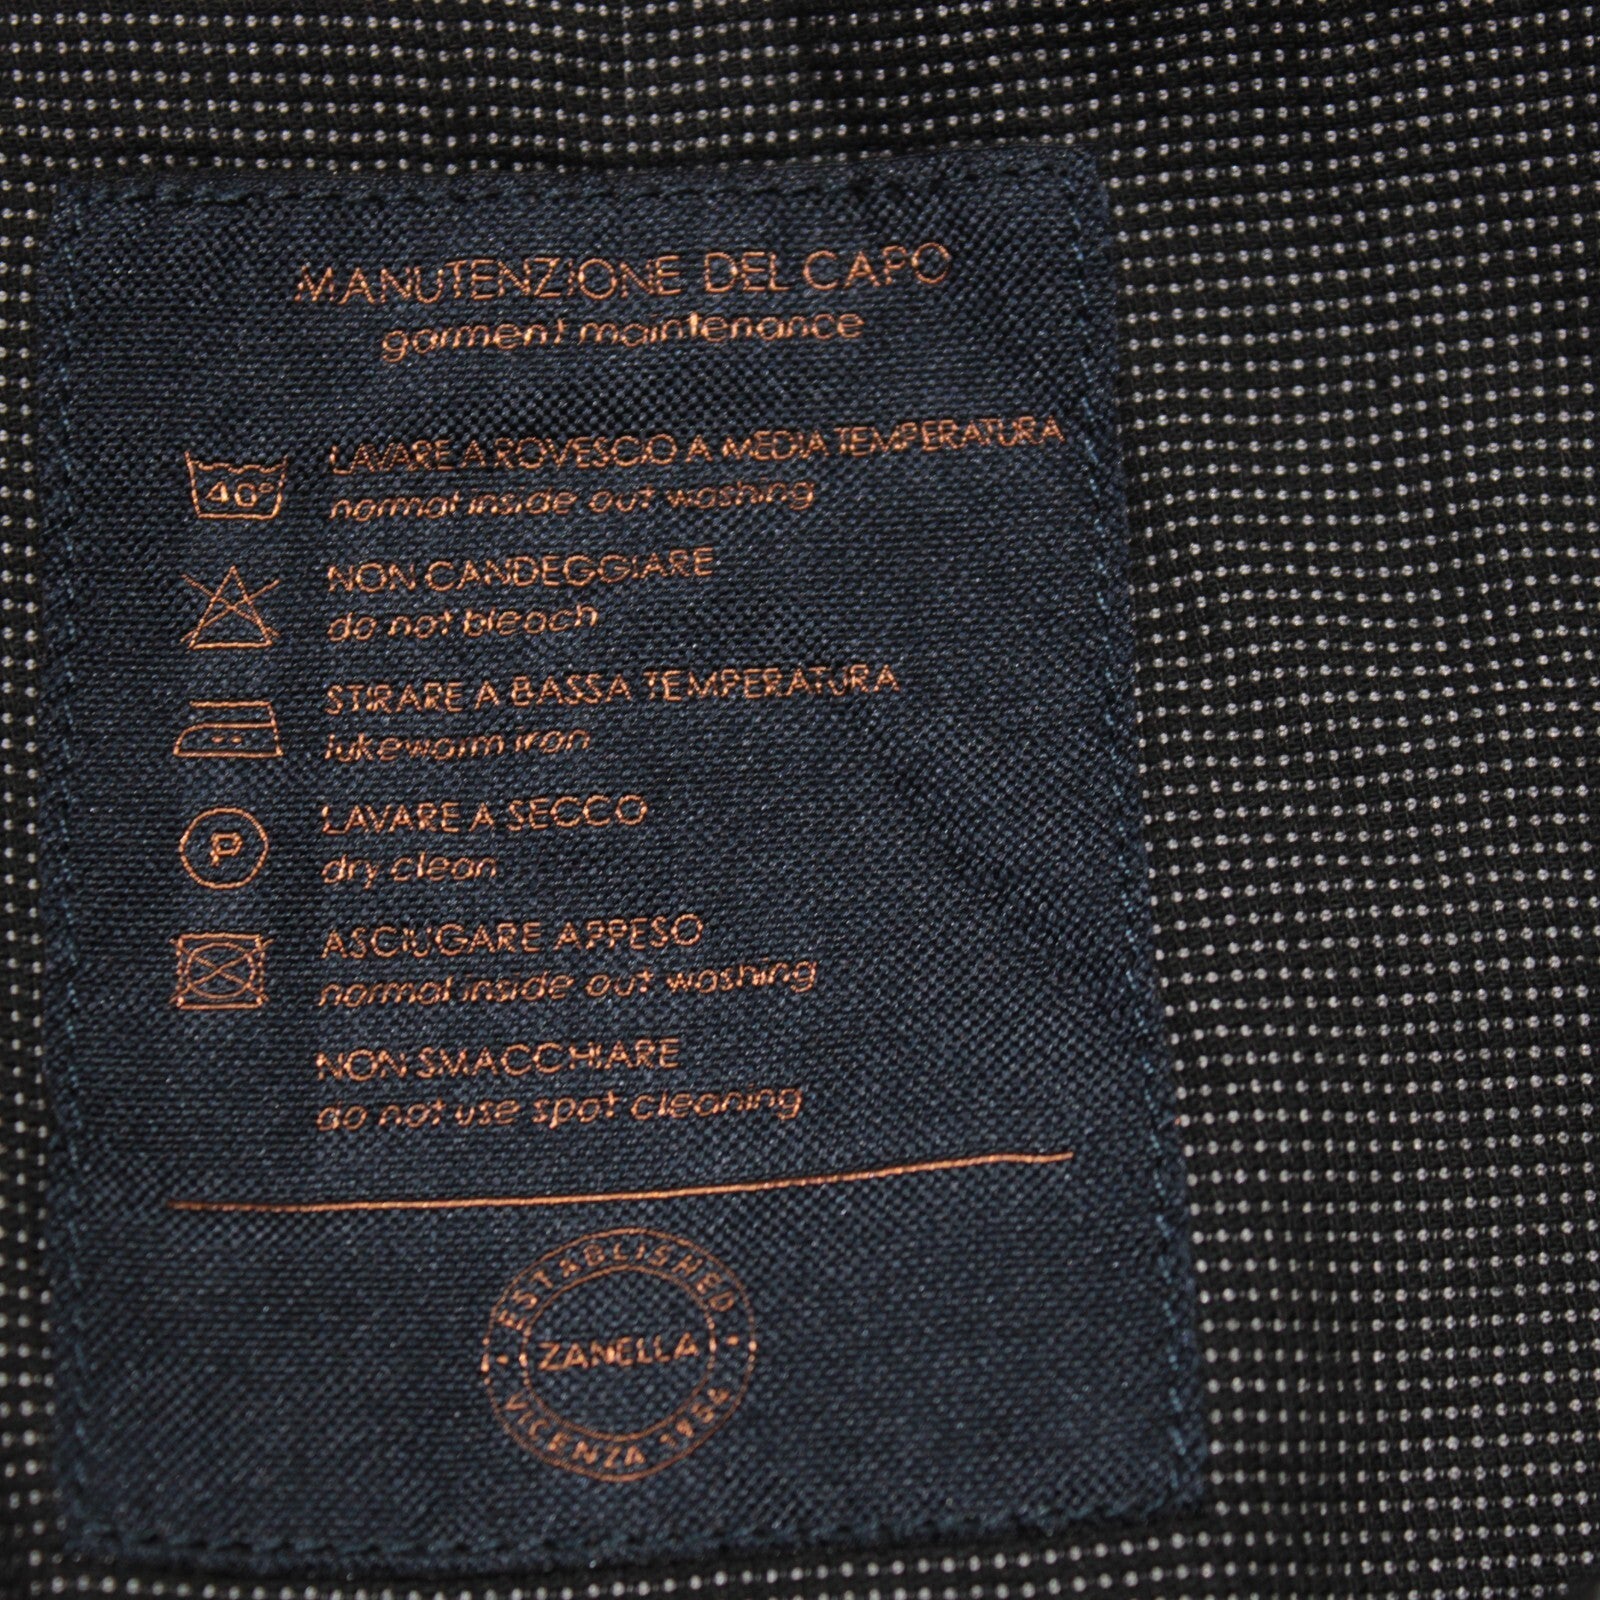 MANUTENZIONE DEL CAPO
garment maintenance
40°
LAVARE A ROVESCIO A MEDIA TEMPERATURA
normal inside out washing
NON CANDEGGIARE
do not bleach
STIRARE A BASSA TEMPERATURA
lukewarm iron
P
LAVARE A SECCO
dry clean
ASCIUGARE APPESO
normal inside out washing
NON SMACCHIARE
do not use spot cleaning
ESTABLISHED
ZANELLA
VICENZA 1954